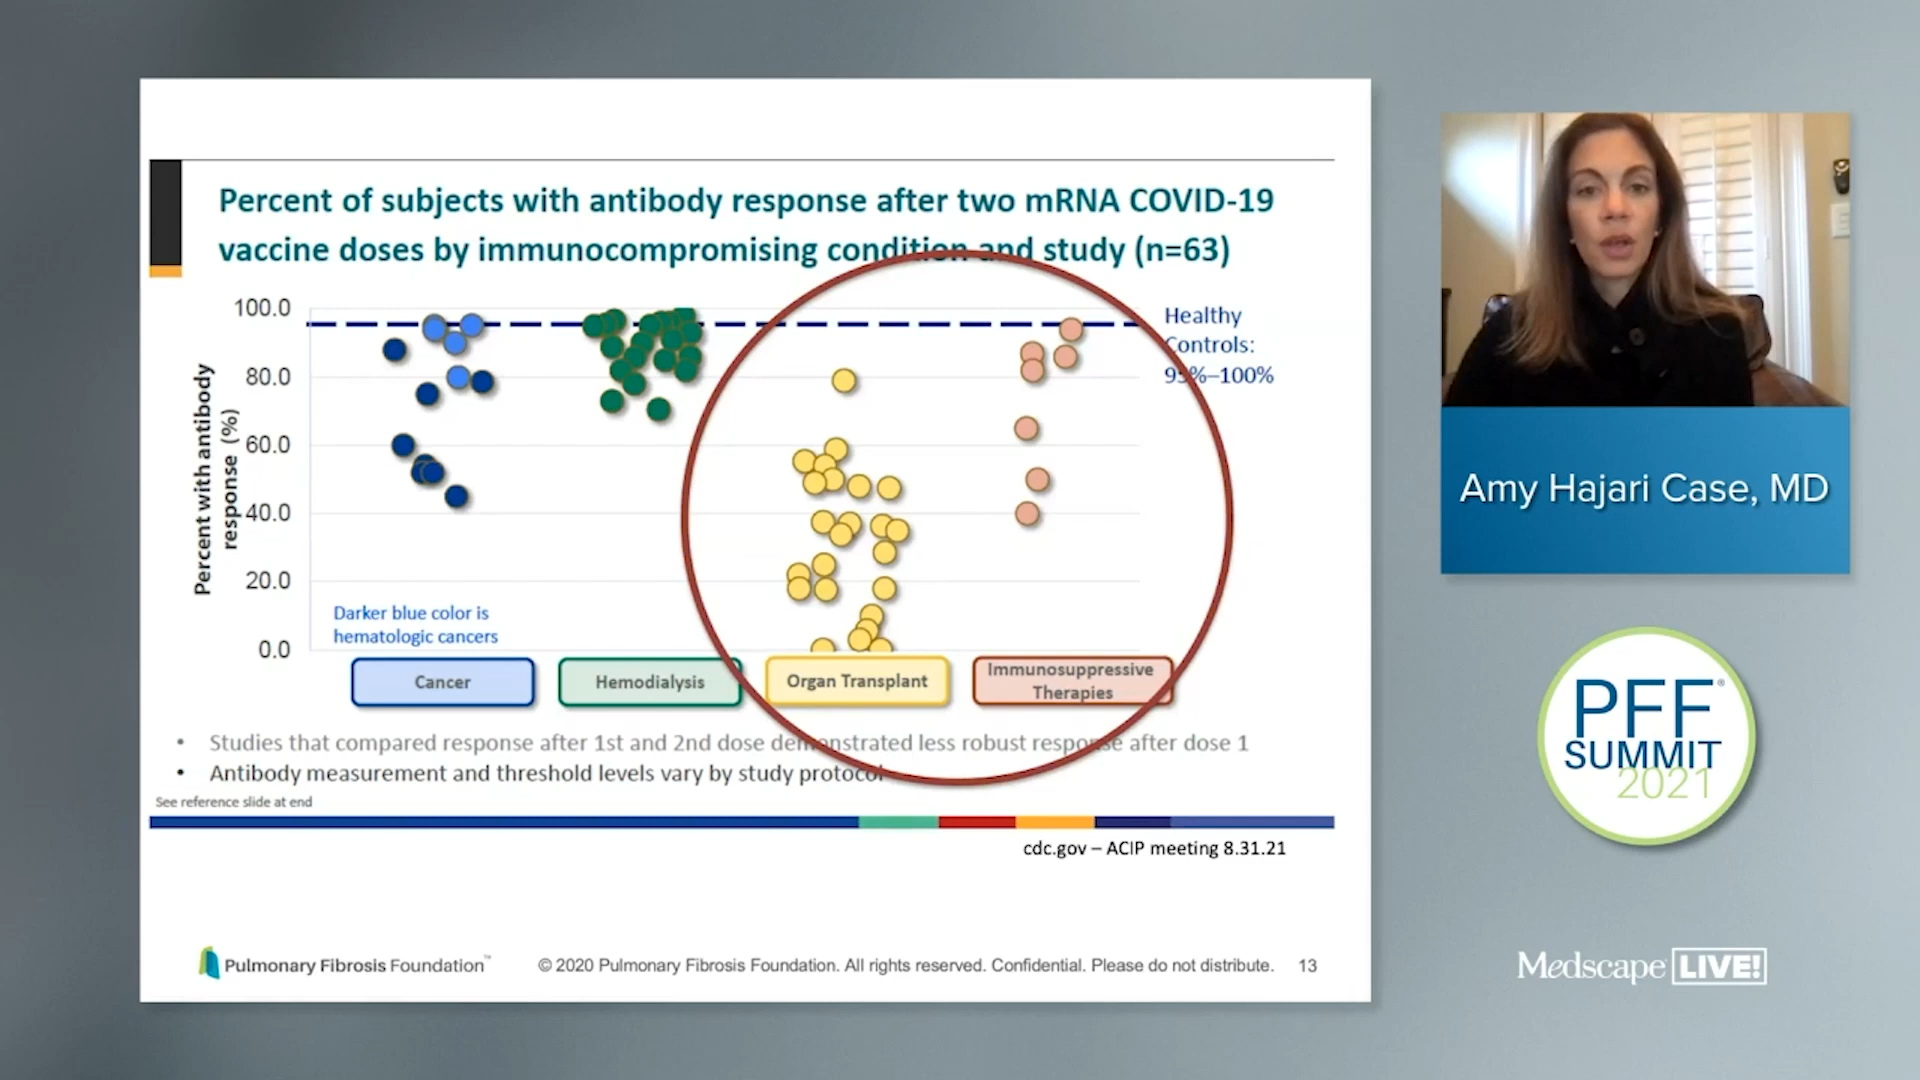 Percent of subjects with antibody response after two mRNA COVID-19
vaccine doses by immunocompromising condition and study (n=63)
Percent with antibody
response (%)
100.0
80.0
60.0
40.0
20.0
0.0
Healthy
Controls:
95%–100%
Darker blue color is
hematologic cancers
Cancer
Hemodialysis
Organ Transplant
Immunosuppressive
Therapies
• Studies that compared response after 1st and 2nd dose demonstrated less robust response after dose 1
• Antibody measurement and threshold levels vary by study protocol
See reference slide at end
cdc.gov – ACIP meeting 8.31.21
Pulmonary Fibrosis Foundation™
© 2020 Pulmonary Fibrosis Foundation. All rights reserved. Confidential. Please do not distribute.
13
Amy Hajari Case, MD
PFF®
SUMMIT
2021
Medscape LIVE!